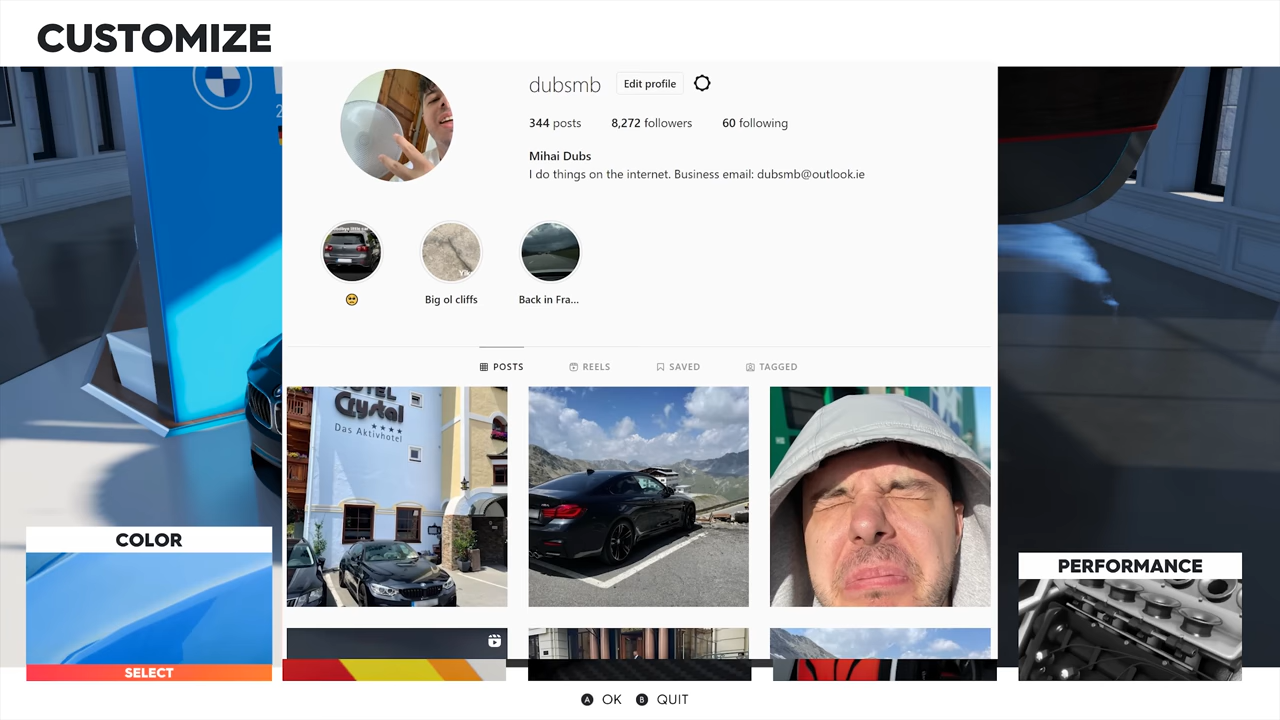 CUSTOMIZE
dubsmb Edit profile
344 posts 8,272 followers 60 following
Mihai Dubs
I do things on the internet. Business email: dubsmb@outlook.ie
Big ol cliffs Back in Fra...
POSTS REELS SAVED TAGGED
Crystal
Das Aktivhotel
COLOR
SELECT
PERFORMANCE
A OK B QUIT